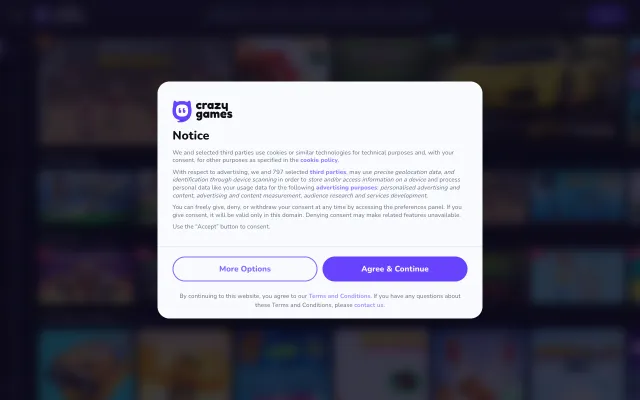 crazy
games
Notice
We and selected third parties use cookies or similar technologies for technical purposes and, with your
consent, for other purposes as specified in the cookie policy.
With respect to advertising, we and 797 selected third parties, may use precise geolocation data, and
identification through device scanning in order to store and/or access information on a device and process
personal data like your usage data for the following advertising purposes: personalised advertising and
content, advertising and content measurement, audience research and services development.
You can freely give, deny, or withdraw your consent at any time by accessing the preferences panel. If you
give consent, it will be valid only in this domain. Denying consent may make related features unavailable.
Use the "Accept" button to consent.
More Options
Agree & Continue
By continuing to this website, you agree to our Terms and Conditions. If you have any questions about
these Terms and Conditions, please contact us.